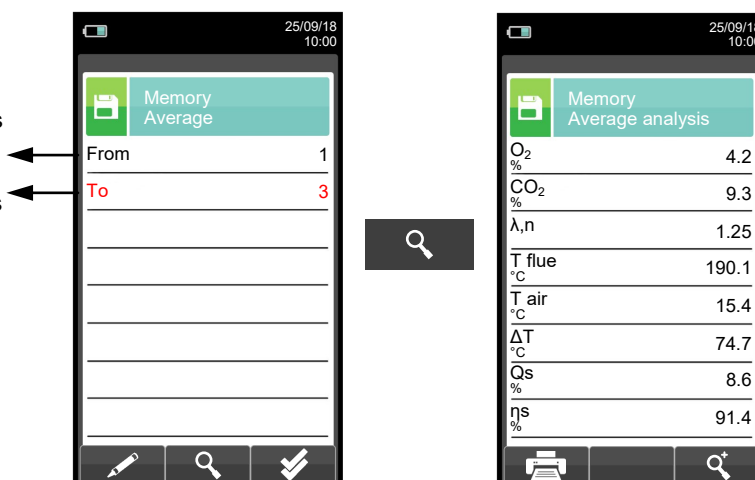 25/09/18
10:00
Memory
Average
s
From 1
To 3
s
25/09/18
10:00
Memory
Average analysis
O₂
% 4.2
CO₂
% 9.3
λ,n 1.25
T flue
°C 190.1
T air
°C 15.4
ΔT
°C 74.7
Qs
% 8.6
ηs
% 91.4